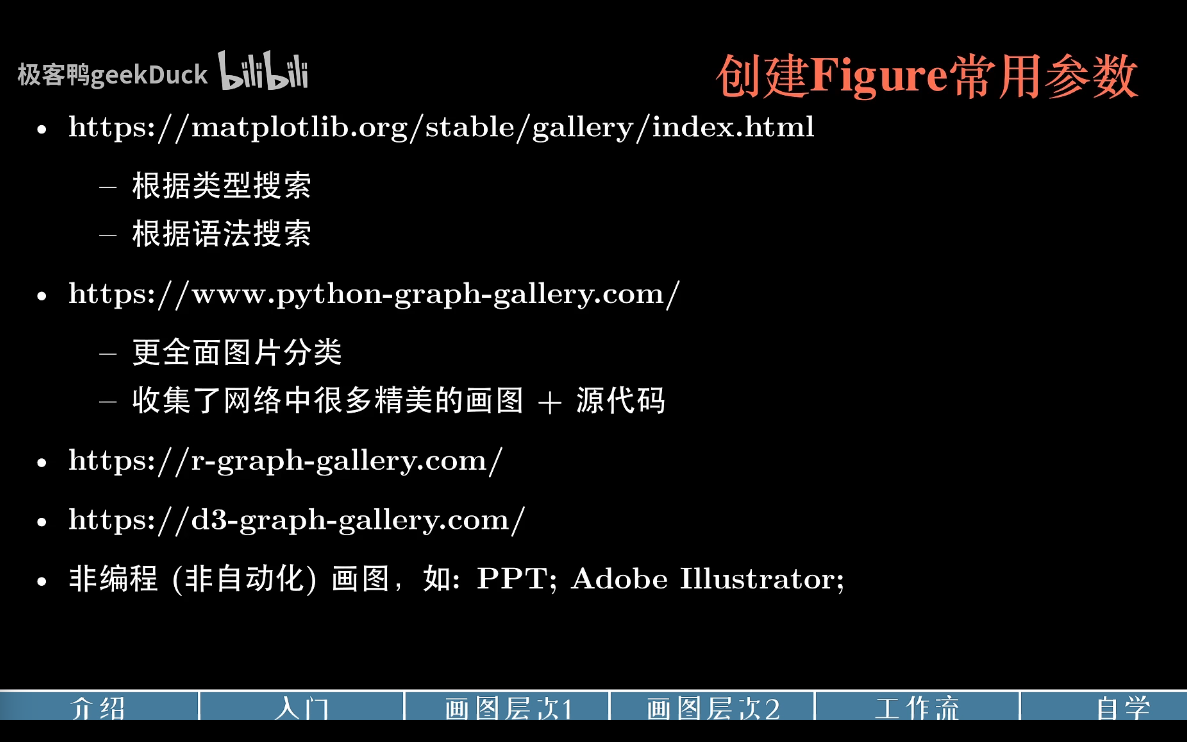 极客鸭geekDuck bilibili
创建Figure常用参数
• https://matplotlib.org/stable/gallery/index.html
– 根据类型搜索
– 根据语法搜索
• https://www.python-graph-gallery.com/
– 更全面图片分类
– 收集了网络中很多精美的画图 + 源代码
• https://r-graph-gallery.com/
• https://d3-graph-gallery.com/
• 非编程 (非自动化) 画图，如: PPT; Adobe Illustrator;
介绍 入门 画图层次1 画图层次2 工作流 自学